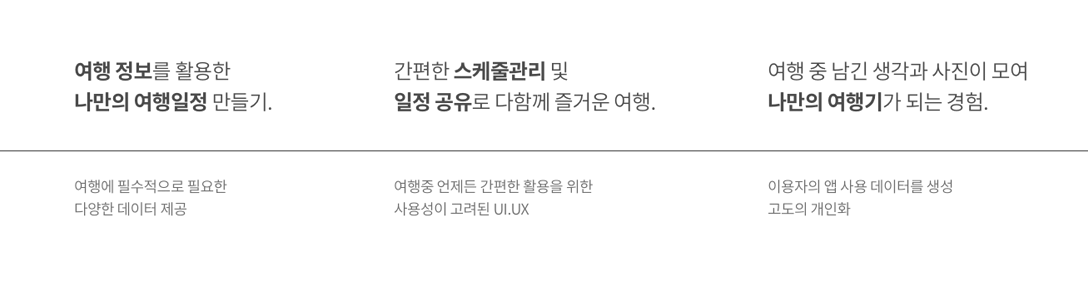 여행 정보를 활용한
나만의 여행일정 만들기.
간편한 스케줄관리 및
일정 공유로 다함께 즐거운 여행.
여행 중 남긴 생각과 사진이 모여
나만의 여행기가 되는 경험.
여행에 필수적으로 필요한
다양한 데이터 제공
여행중 언제든 간편한 활용을 위한
사용성이 고려된 UI.UX
이용자의 앱 사용 데이터를 생성
고도의 개인화